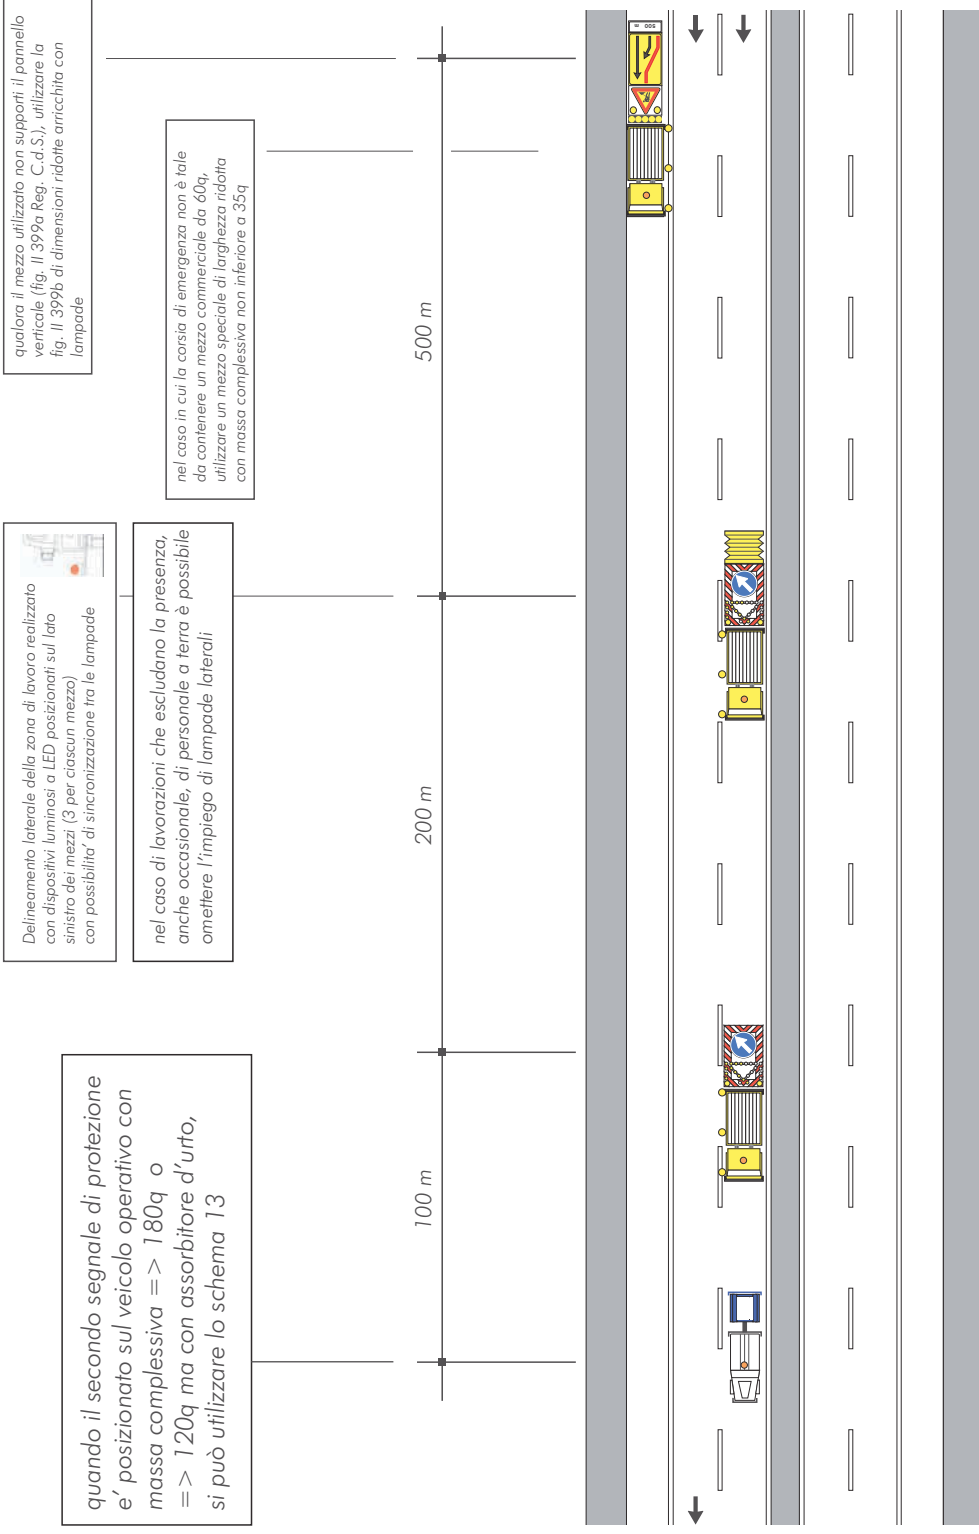 qualora il mezzo utilizzato non supporti il pannello
verticale (fig. II 399a Reg. C.d.S.), utilizzare la
fig. II 399b di dimensioni ridotte arricchita con
lampade
nel caso in cui la corsia di emergenza non è tale
da contenere un mezzo commerciale da 60q,
utilizzare un mezzo speciale di larghezza ridotta
con massa complessiva non inferiore a 35q
Delineamento laterale della zona di lavoro realizzato
con dispositivi luminosi a LED posizionati sul lato
sinistro dei mezzi (3 per ciascun mezzo)
con possibilita' di sincronizzazione tra le lampade
nel caso di lavorazioni che escludano la presenza,
anche occasionale, di personale a terra è possibile
omettere l'impiego di lampade laterali
quando il secondo segnale di protezione
e' posizionato sul veicolo operativo con
massa complessiva => 180q o
=> 120q ma con assorbitore d'urto,
si può utilizzare lo schema 13
500 m
200 m
100 m
500 m